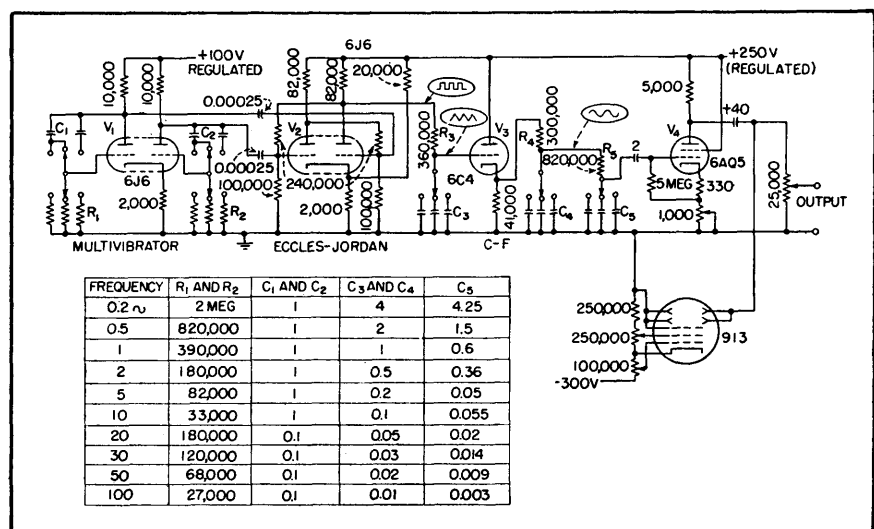 6J6
+100V
REGULATED
+250V
(REGULATED)
10,000
10,000
82,000
82,000
20,000
5,000
0.00025
+40
C1
V1
C2
V2
R3
360,000
V3
R4
300,000
V4
2
6J6
0.00025
100,000
240,000
6C4
820,000
R5
6AQ5
5 MEG
330
25,000
OUTPUT
R1
2,000
R2
2,000
100,000
C3
41,000
C4
C5
1,000
MULTIVIBRATOR
ECCLES-JORDAN
C-F
FREQUENCY R1 AND R2 C1 AND C2 C3 AND C4 C5
0.2 ~ 2 MEG 1 4 4.25
0.5 820,000 1 2 1.5
1 390,000 1 1 0.6
2 180,000 1 0.5 0.36
5 82,000 1 0.2 0.05
10 33,000 1 0.1 0.055
20 180,000 0.1 0.05 0.02
30 120,000 0.1 0.03 0.014
50 68,000 0.1 0.02 0.009
100 27,000 0.1 0.01 0.003
250,000
250,000
913
100,000
-300V